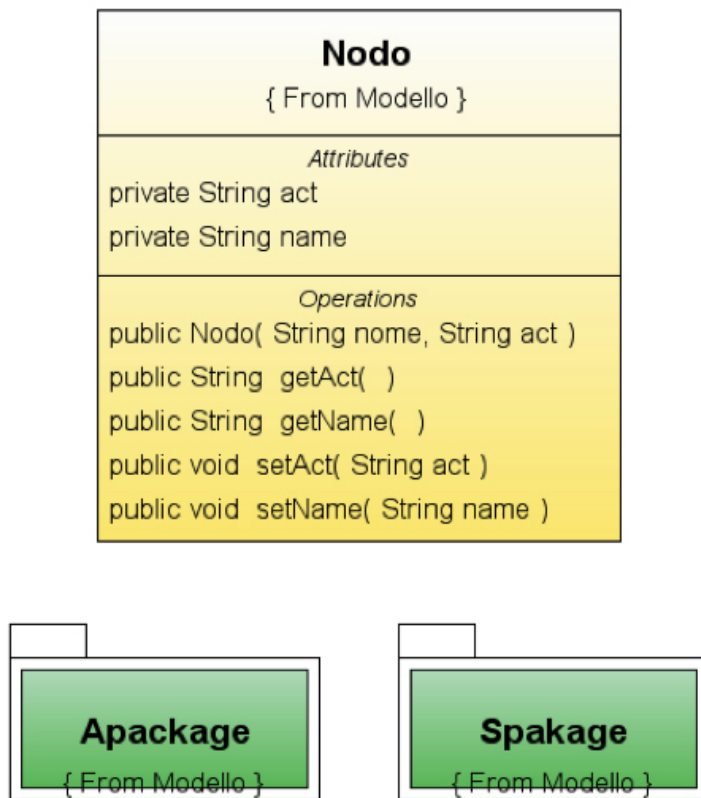 Nodo
{ From Modello }
Attributes
private String act
private String name
Operations
public Nodo( String nome, String act )
public String  getAct(  )
public String  getName(  )
public void  setAct( String act )
public void  setName( String name )
Apackage
{ From Modello }
Spakage
{ From Modello }